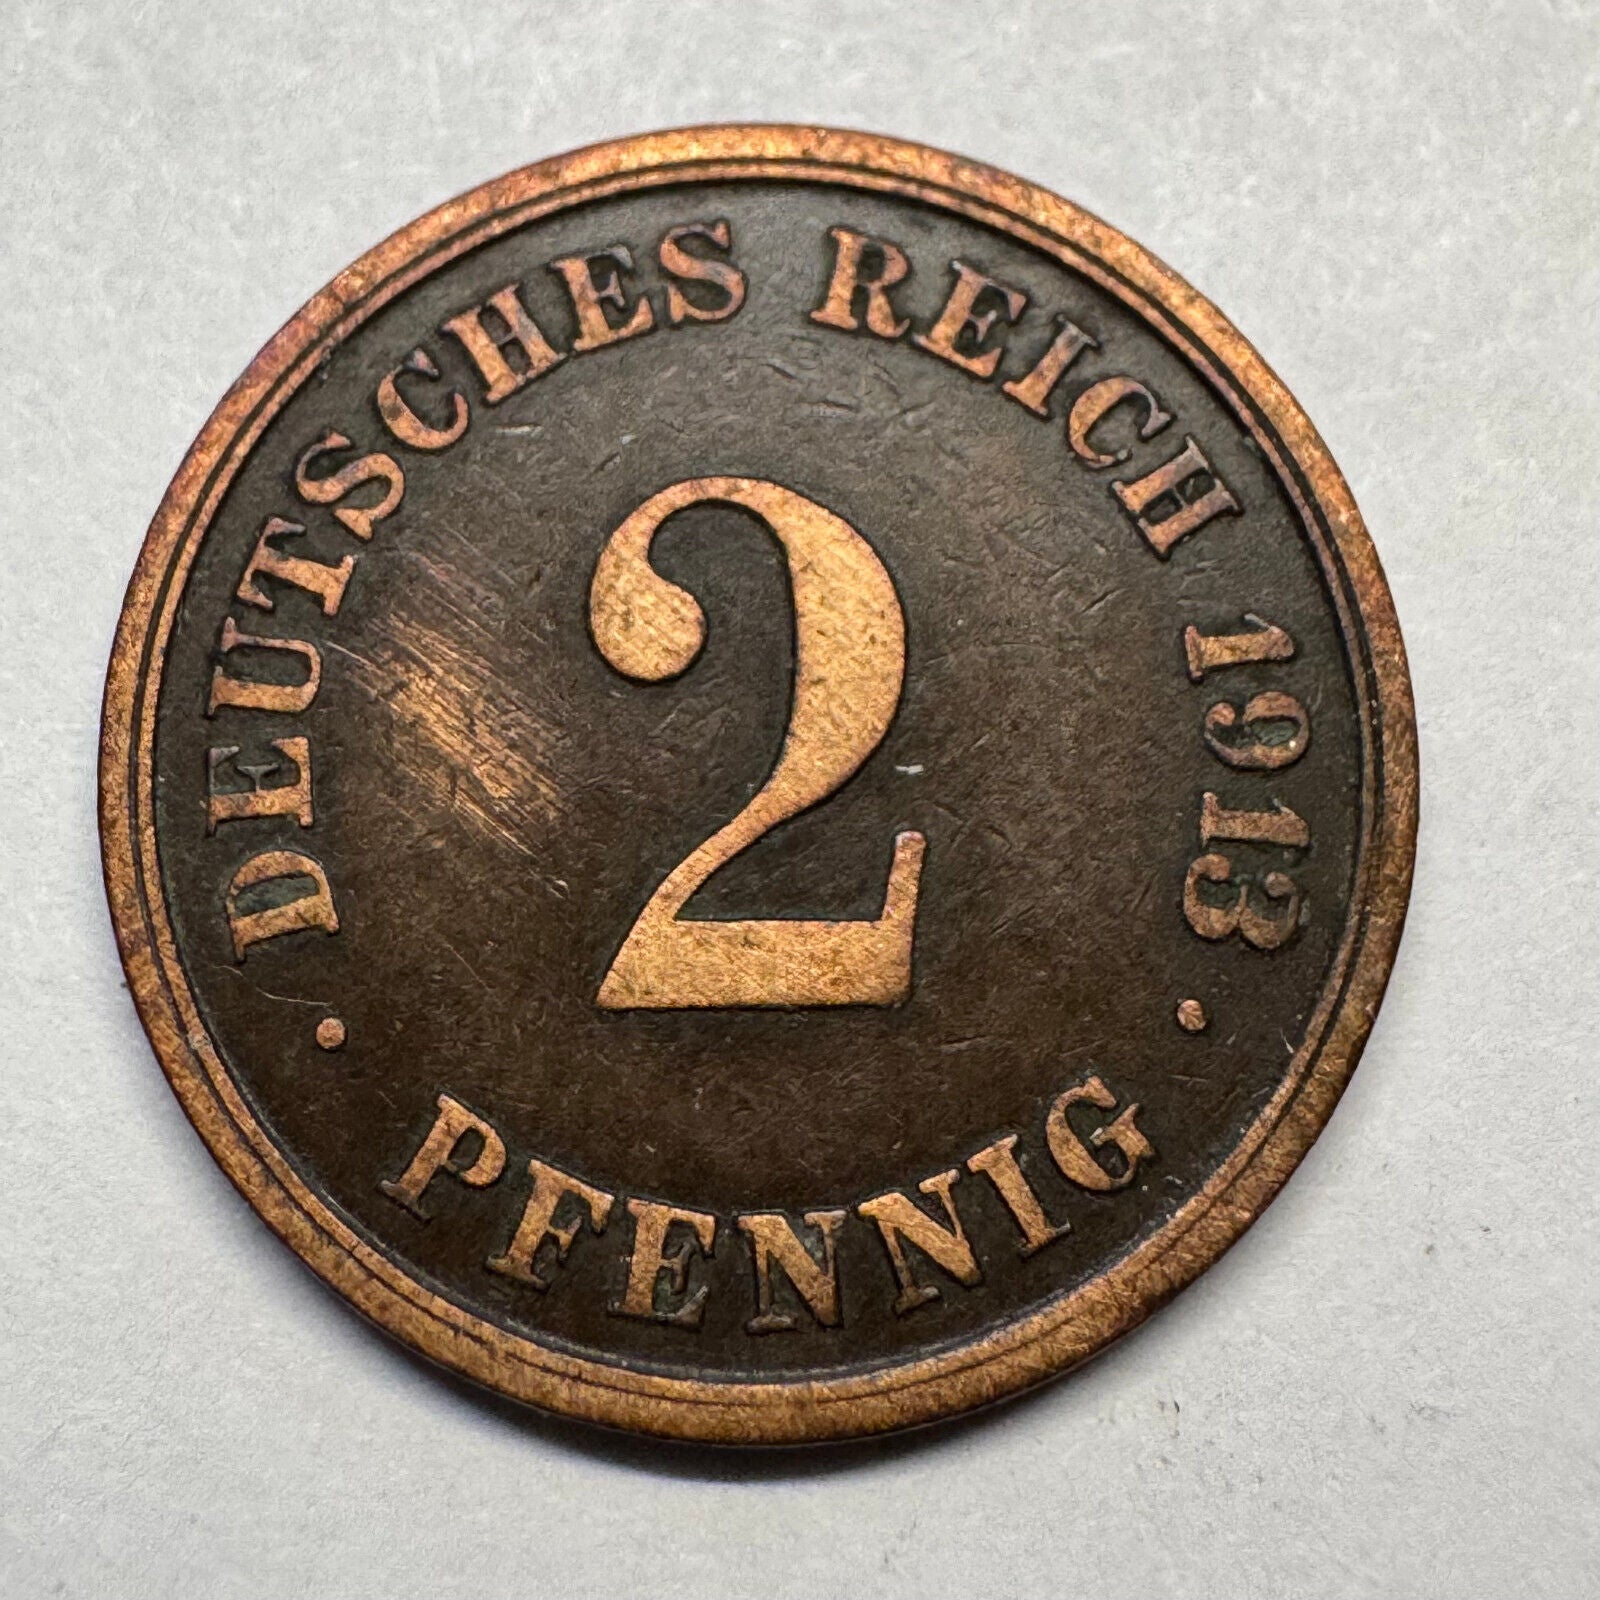 DEUTSCHES REICH 1913
2
· PFENNIG ·